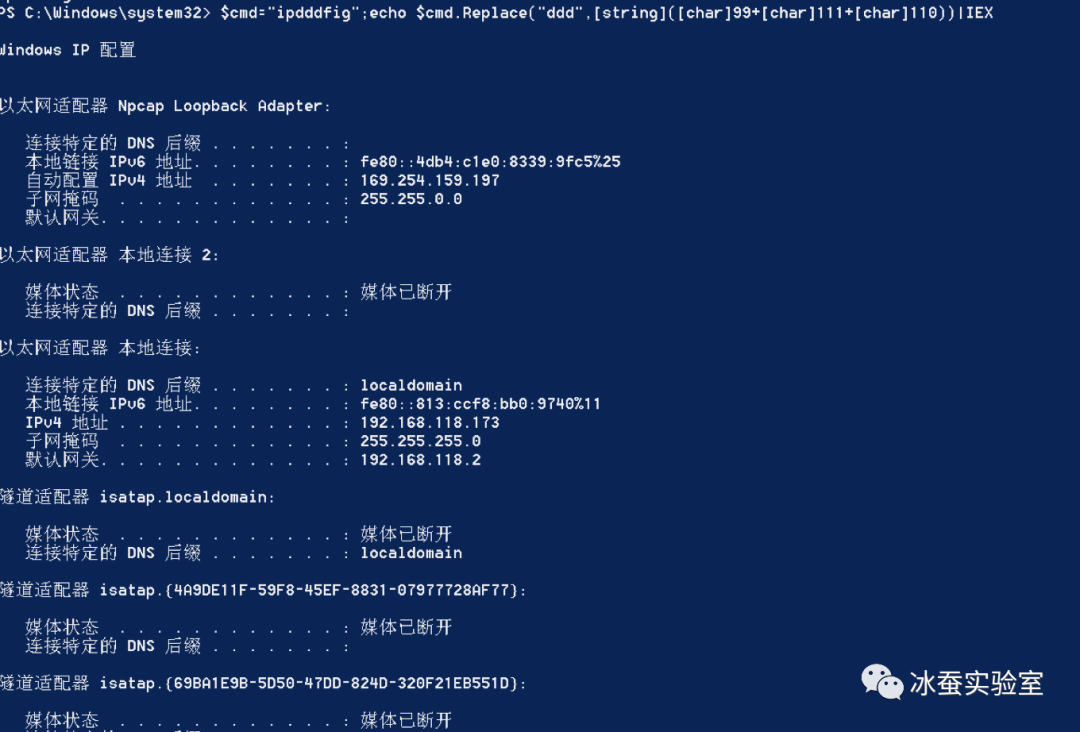 PS C:\Windows\system32> $cmd="ipdddfig";echo $cmd.Replace("ddd",[string]([char]99+[char]111+[char]110))|IEX
Windows IP 配置
以太网适配器 Npcap Loopback Adapter:
连接特定的 DNS 后缀 . . . . . . . :
本地链接 IPv6 地址. . . . . . . . : fe80::4db4:c1e0:8339:9fc5%25
自动配置 IPv4 地址 . . . . . . . : 169.254.159.197
子网掩码 . . . . . . . . . . . . : 255.255.0.0
默认网关. . . . . . . . . . . . . :
以太网适配器 本地连接 2:
媒体状态 . . . . . . . . . . . . : 媒体已断开
连接特定的 DNS 后缀 . . . . . . . :
以太网适配器 本地连接:
连接特定的 DNS 后缀 . . . . . . . : localdomain
本地链接 IPv6 地址. . . . . . . . : fe80::813:ccf8:bb0:9740%11
IPv4 地址 . . . . . . . . . . . . : 192.168.118.173
子网掩码 . . . . . . . . . . . . : 255.255.255.0
默认网关. . . . . . . . . . . . . : 192.168.118.2
隧道适配器 isatap.localdomain:
媒体状态 . . . . . . . . . . . . : 媒体已断开
连接特定的 DNS 后缀 . . . . . . . : localdomain
隧道适配器 isatap.{4A9DE11F-59F8-45EF-8831-07977728AF77}:
媒体状态 . . . . . . . . . . . . : 媒体已断开
连接特定的 DNS 后缀 . . . . . . . :
隧道适配器 isatap.{69BA1E9B-5D50-47DD-824D-320F21EB551D}:
冰蚕实验室
媒体状态 . . . . . . . . . . . . : 媒体已断开